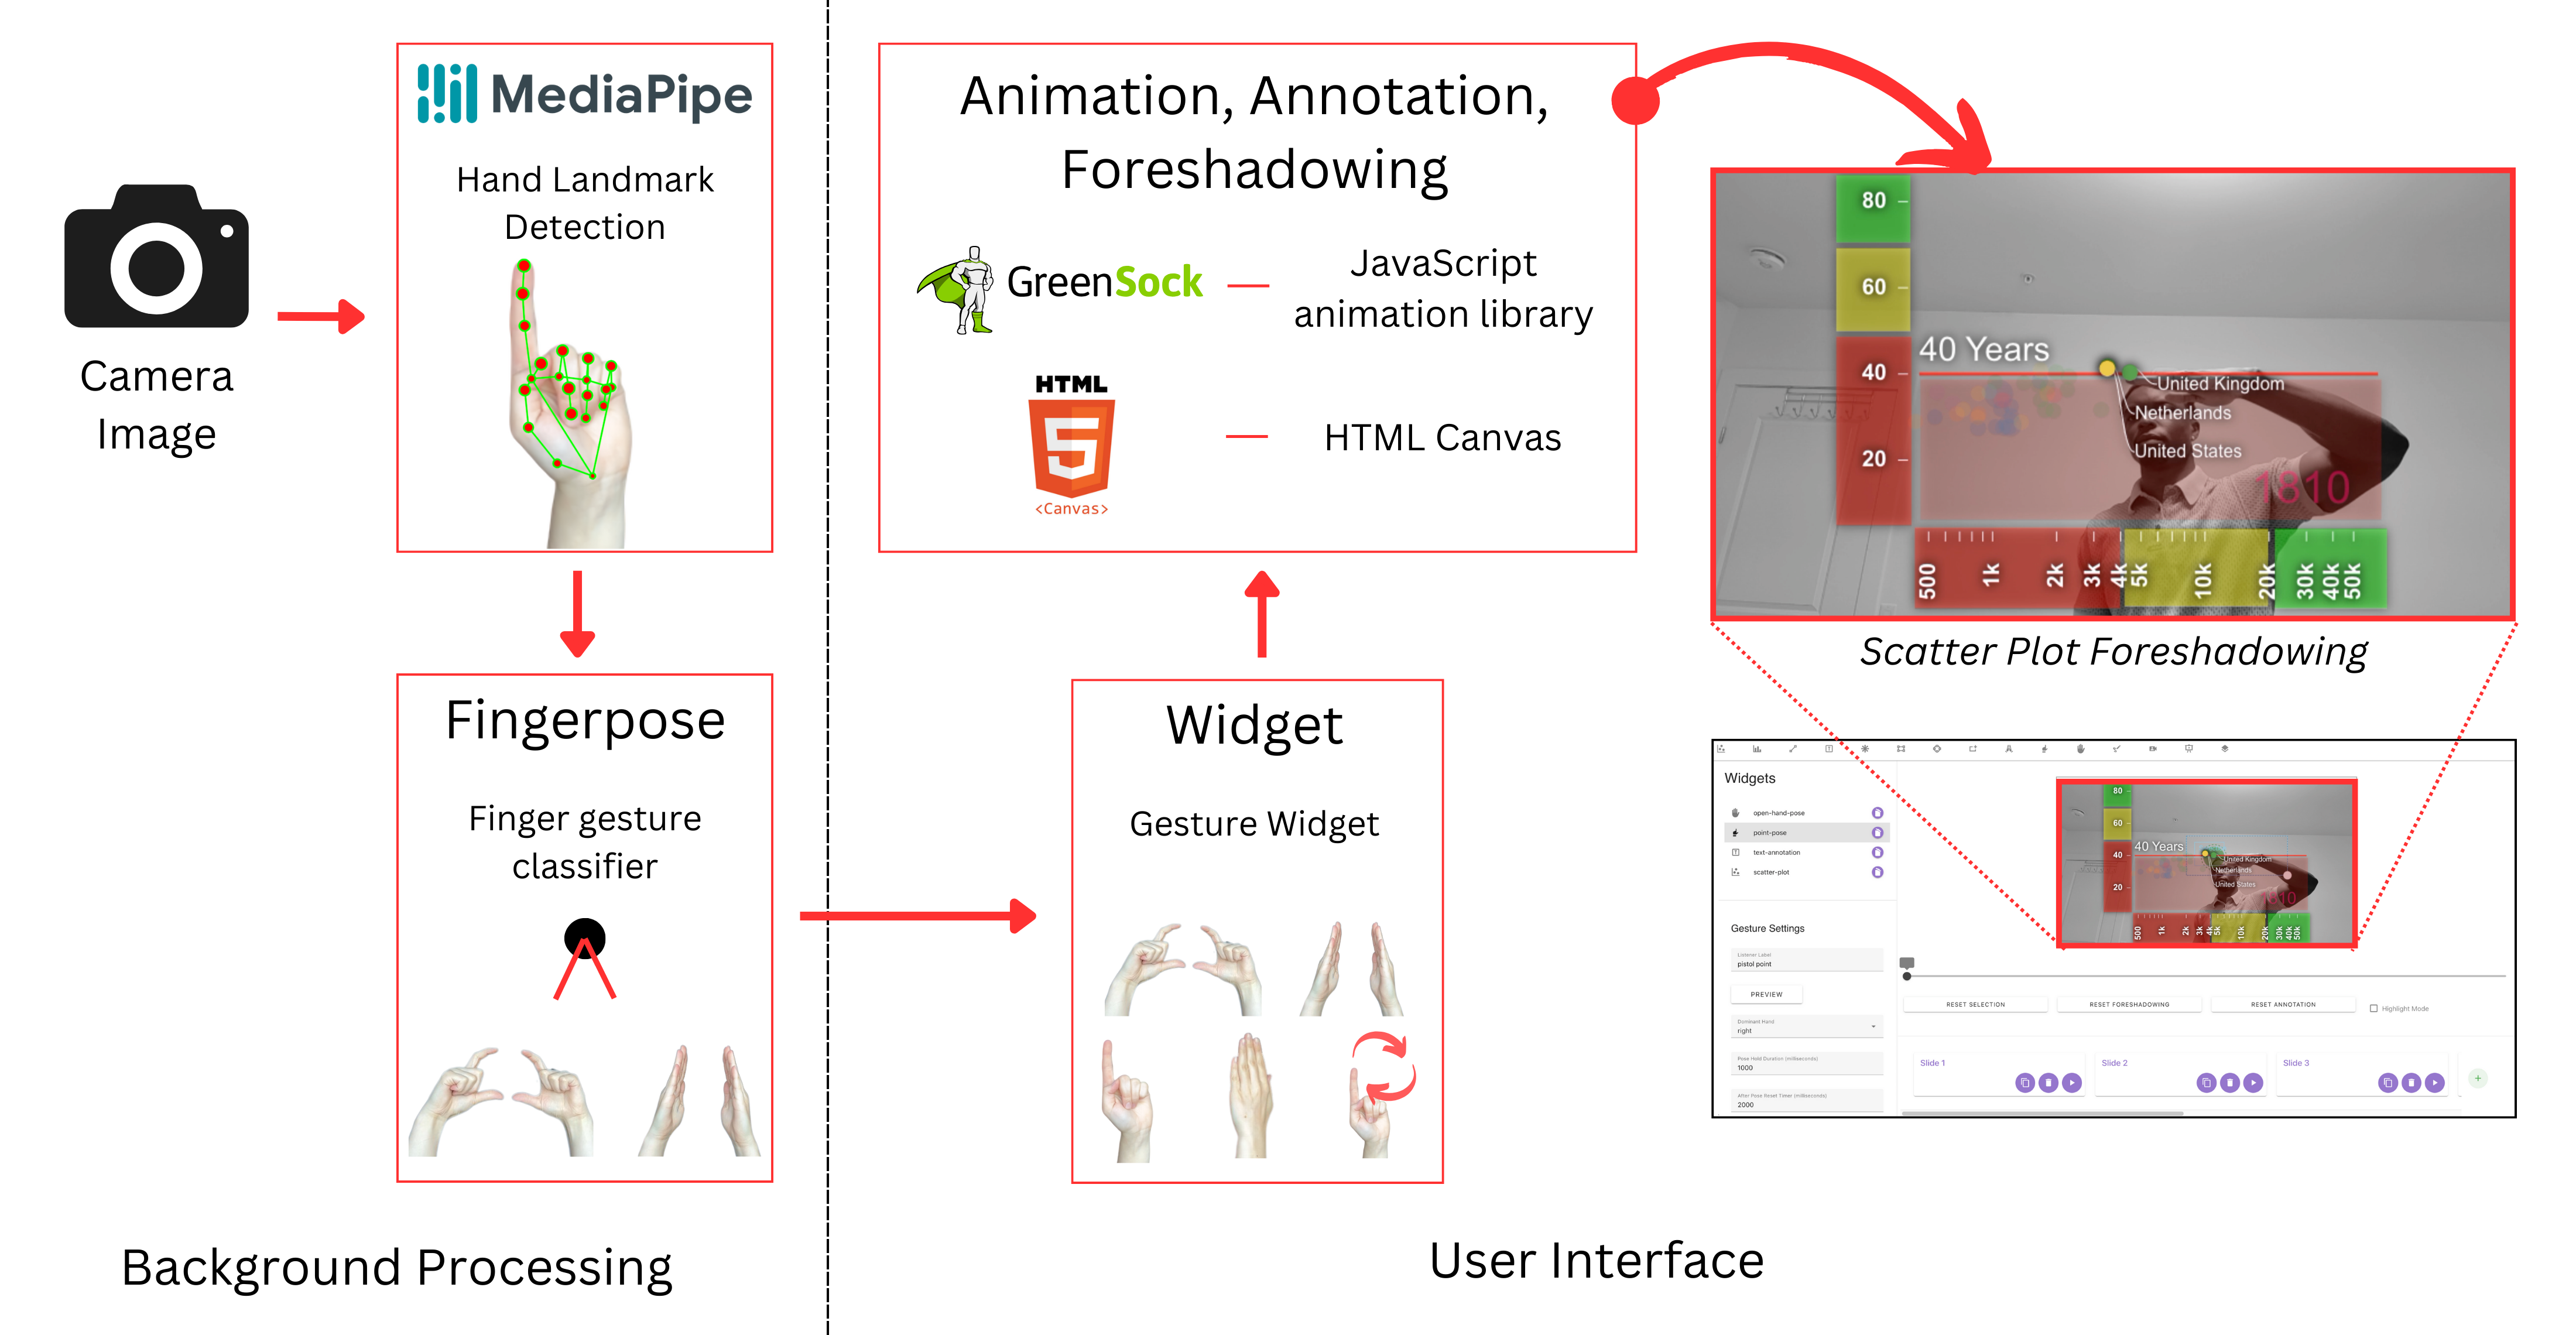 Camera
Image
MediaPipe
Hand Landmark
Detection
Fingerpose
Finger gesture
classifier
Background Processing
Animation, Annotation,
Foreshadowing
GreenSock
JavaScript
animation library
HTML
5
<Canvas>
HTML Canvas
Widget
Gesture Widget
User Interface
80
60
40 Years
40
United Kingdom
Netherlands
United States
20
1810
500
1k
2k
3k
4k
5k
10k
20k
30k
40k
50k
Scatter Plot Foreshadowing
Widgets
open-hand-pose
point-pose
text-annotation
scatter-plot
Gesture Settings
Listener Label
pistol point
PREVIEW
Dominant Hand
right
Pose Hold Duration (milliseconds)
1000
After Pose Reset Timer (milliseconds)
2000
80
60
40 Years
40
United Kingdom
Netherlands
United States
20
1810
500
1k
2k
3k
4k
5k
10k
20k
30k
40k
50k
RESET SELECTION
RESET FORESHADOWING
RESET ANNOTATION
Highlight Mode
Slide 1
Slide 2
Slide 3